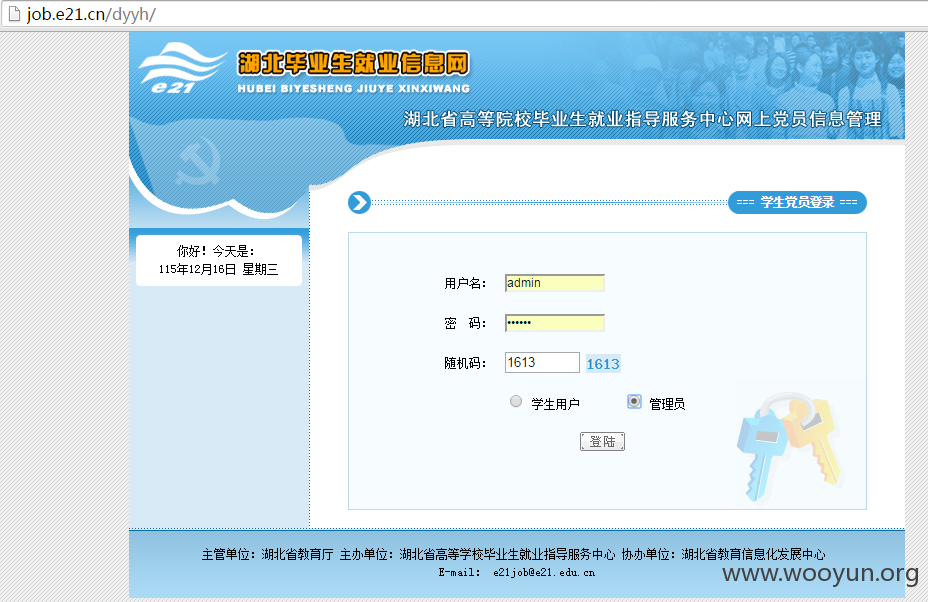 job.e21.cn/dyyh/
e21
湖北毕业生就业信息网
HUBEI BIYESHENG JIUYE XINXIWANG
湖北省高等院校毕业生就业指导服务中心网上党员信息管理
=== 学生党员登录 ===
你好！今天是：
115年12月16日 星期三
用户名： admin
密 码： ••••••
随机码： 1613 1613
学生用户 管理员
登陆
主管单位：湖北省教育厅 主办单位：湖北省高等学校毕业生就业指导服务中心 协办单位：湖北省教育信息化发展中心
E-mail： e21job@e21.edu.cn
www.wooyun.org